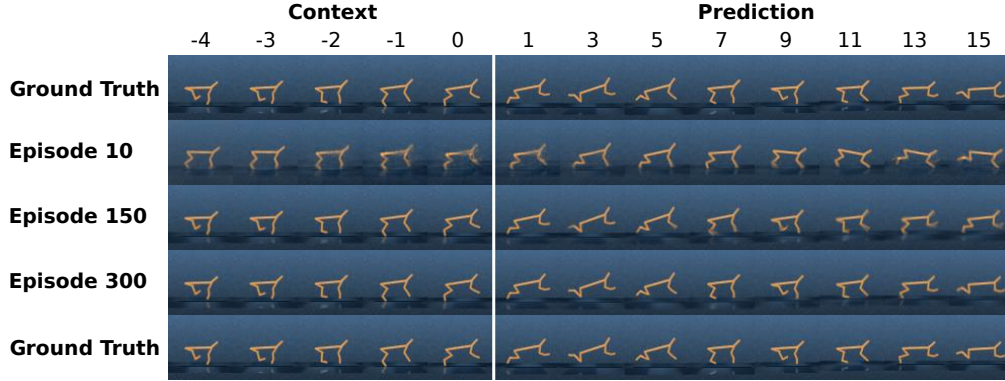 Context Prediction
-4 -3 -2 -1 0 1 3 5 7 9 11 13 15
Ground Truth
Episode 10
Episode 150
Episode 300
Ground Truth